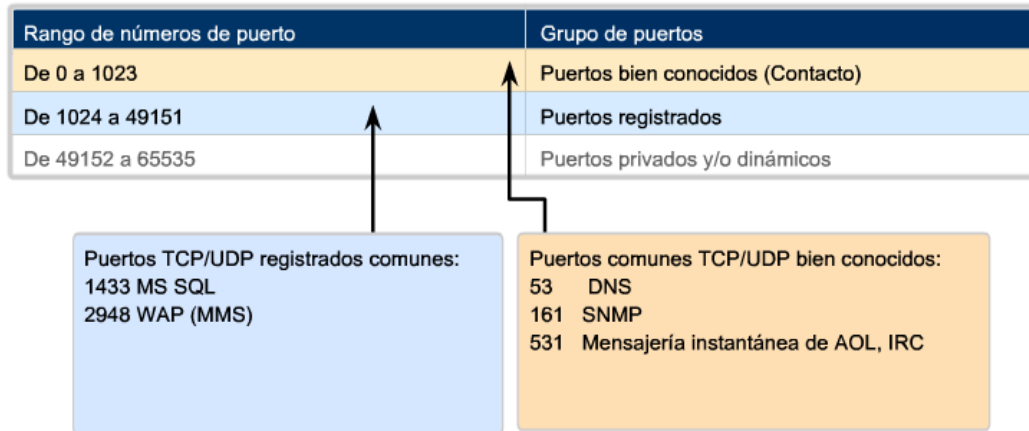 Rango de números de puerto
Grupo de puertos
De 0 a 1023
Puertos bien conocidos (Contacto)
De 1024 a 49151
Puertos registrados
De 49152 a 65535
Puertos privados y/o dinámicos
Puertos TCP/UDP registrados comunes:
1433 MS SQL
2948 WAP (MMS)
Puertos comunes TCP/UDP bien conocidos:
53 DNS
161 SNMP
531 Mensajería instantánea de AOL, IRC